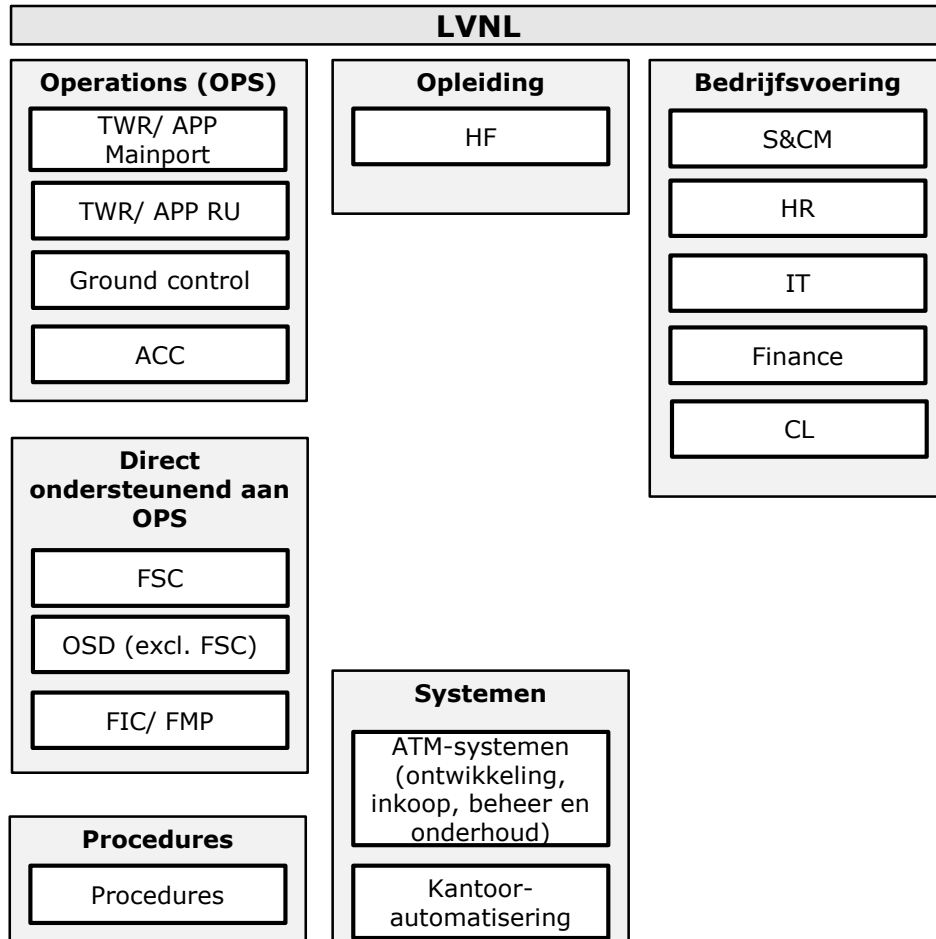 LVNL
Operations (OPS)
TWR/ APP
Mainport
TWR/ APP RU
Ground control
ACC
Direct
ondersteunend aan
OPS
FSC
OSD (excl. FSC)
FIC/ FMP
Procedures
Procedures
Opleiding
HF
Systemen
ATM-systemen
(ontwikkeling,
inkoop, beheer en
onderhoud)
Kantoor-
automatisering
Bedrijfsvoering
S&CM
HR
IT
Finance
CL